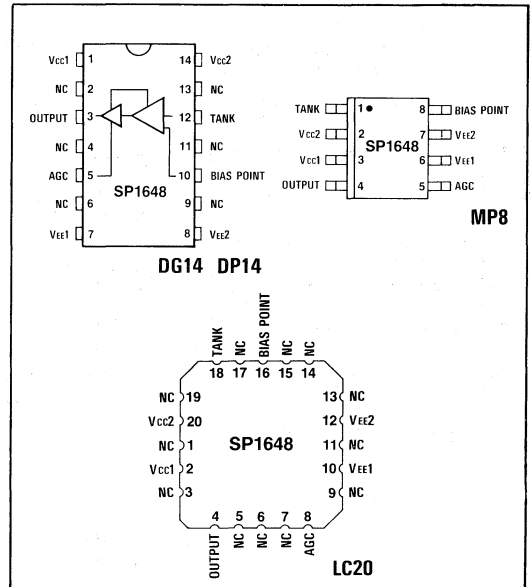 Vcc1 1 14 Vcc2
NC 2 13 NC
OUTPUT 3 12 TANK
NC 4 11 NC
AGC 5 10 BIAS POINT
SP1648
NC 6 9 NC
VEE1 7 8 VEE2
DG14 DP14
TANK 1 8 BIAS POINT
Vcc2 2 7 VEE2
SP1648
Vcc1 3 6 VEE1
OUTPUT 4 5 AGC
MP8
TANK NC BIAS POINT NC NC
18 17 16 15 14
NC 19 13 NC
Vcc2 20 12 VEE2
NC 1 SP1648 11 NC
Vcc1 2 10 VEE1
NC 3 9 NC
4 5 6 7 8
OUTPUT NC NC NC AGC
LC20